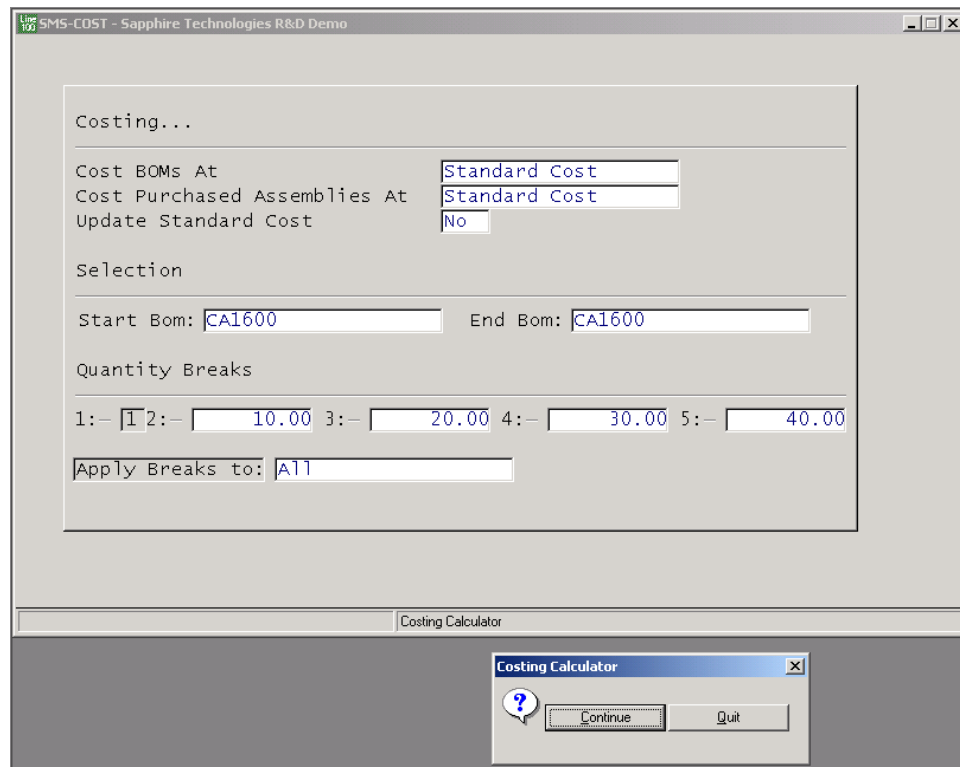 Line 100 SMS-COST - Sapphire Technologies R&D Demo
Costing...
Cost BOMs At Standard Cost
Cost Purchased Assemblies At Standard Cost
Update Standard Cost No
Selection
Start Bom: CA1600 End Bom: CA1600
Quantity Breaks
1:- 1 2:- 10.00 3:- 20.00 4:- 30.00 5:- 40.00
Apply Breaks to: All
Costing Calculator
Costing Calculator
? Continue Quit